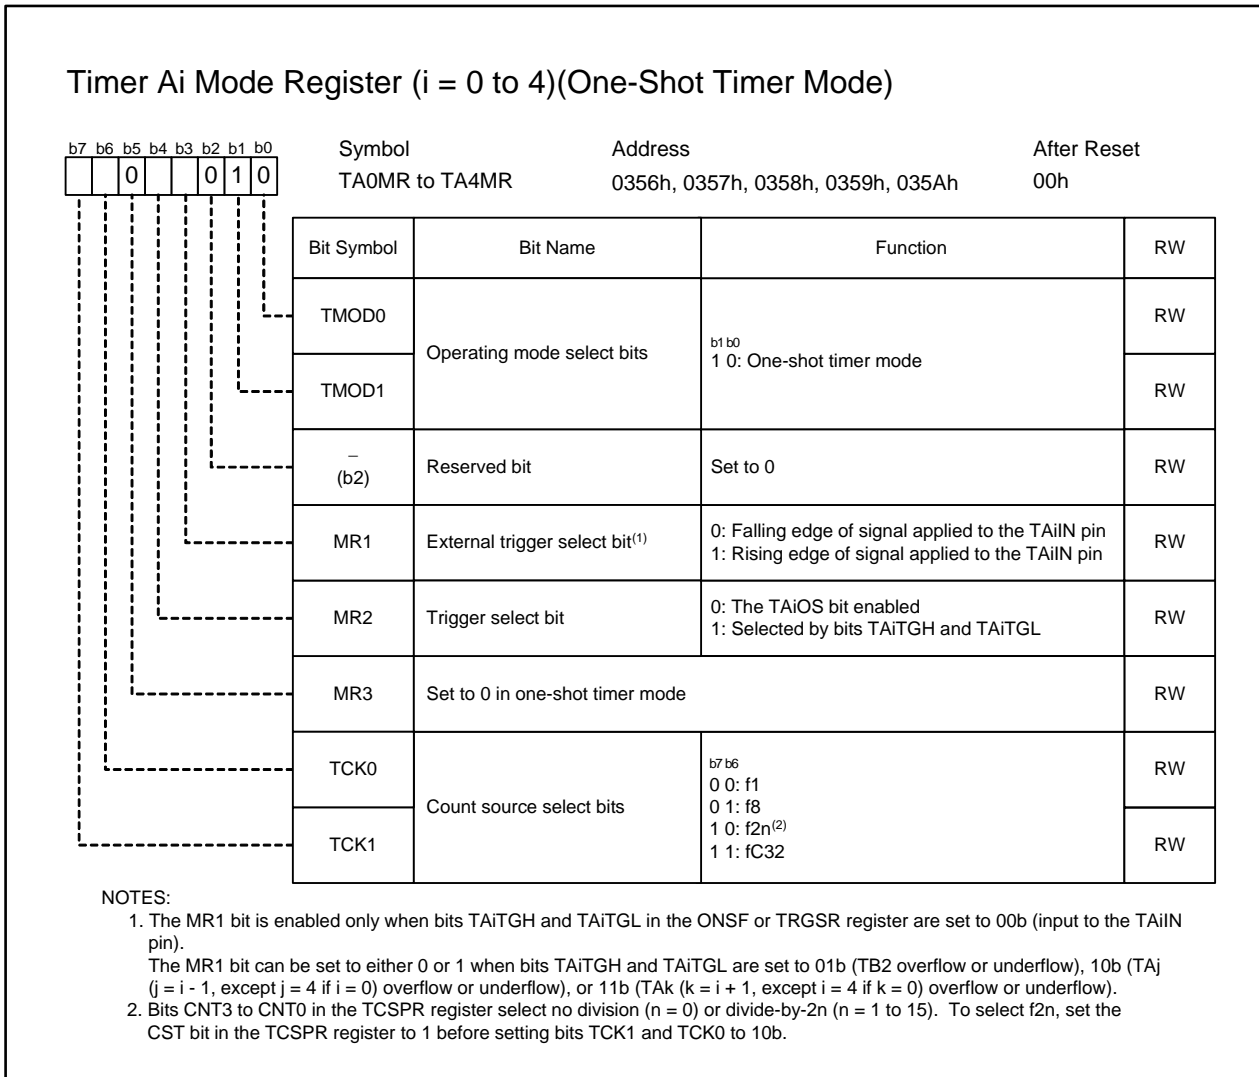 Timer Ai Mode Register (i = 0 to 4)(One-Shot Timer Mode)
b7 b6 b5 b4 b3 b2 b1 b0
0 0 1 0
Symbol Address After Reset
TA0MR to TA4MR 0356h, 0357h, 0358h, 0359h, 035Ah 00h
Bit Symbol Bit Name Function RW
TMOD0 RW
Operating mode select bits
b1 b0
1 0: One-shot timer mode
TMOD1 RW
–
(b2)
Reserved bit Set to 0 RW
MR1 External trigger select bit(1)
0: Falling edge of signal applied to the TAiIN pin
1: Rising edge of signal applied to the TAiIN pin
RW
MR2 Trigger select bit
0: The TAiOS bit enabled
1: Selected by bits TAiTGH and TAiTGL
RW
MR3 Set to 0 in one-shot timer mode RW
TCK0 RW
Count source select bits
b7 b6
0 0: f1
0 1: f8
1 0: f2n(2)
1 1: fC32
TCK1 RW
NOTES:
1. The MR1 bit is enabled only when bits TAiTGH and TAiTGL in the ONSF or TRGSR register are set to 00b (input to the TAiIN
pin).
The MR1 bit can be set to either 0 or 1 when bits TAiTGH and TAiTGL are set to 01b (TB2 overflow or underflow), 10b (TAj
(j = i - 1, except j = 4 if i = 0) overflow or underflow), or 11b (TAk (k = i + 1, except i = 4 if k = 0) overflow or underflow).
2. Bits CNT3 to CNT0 in the TCSPR register select no division (n = 0) or divide-by-2n (n = 1 to 15). To select f2n, set the
CST bit in the TCSPR register to 1 before setting bits TCK1 and TCK0 to 10b.